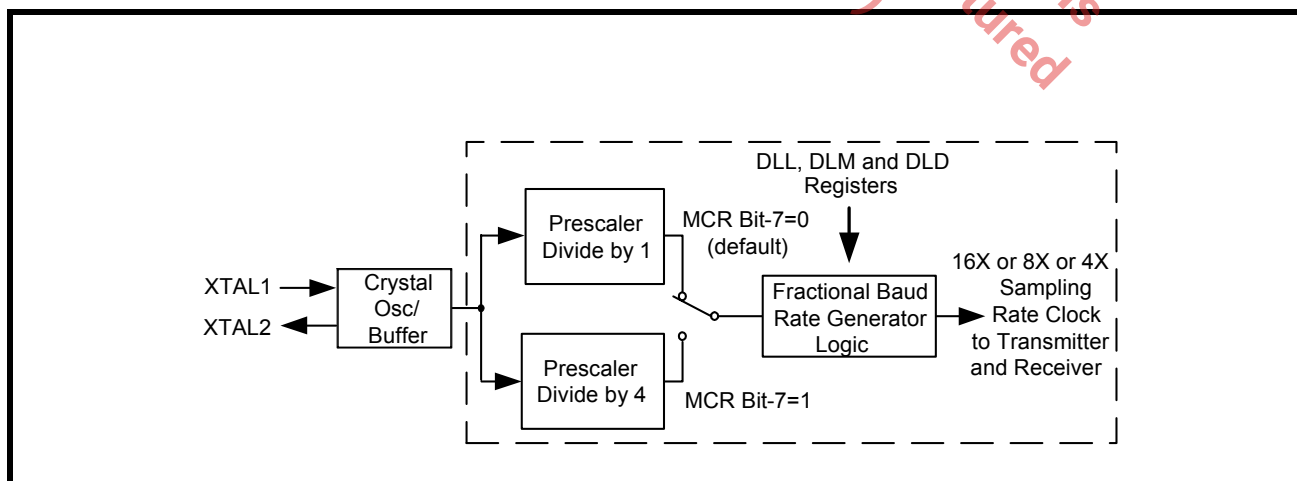 tured
DLL, DLM and DLD
Registers
Prescaler
Divide by 1
MCR Bit-7=0
(default)
XTAL1
XTAL2
Crystal
Osc/
Buffer
Fractional Baud
Rate Generator
Logic
16X or 8X or 4X
Sampling
Rate Clock
to Transmitter
and Receiver
Prescaler
Divide by 4
MCR Bit-7=1